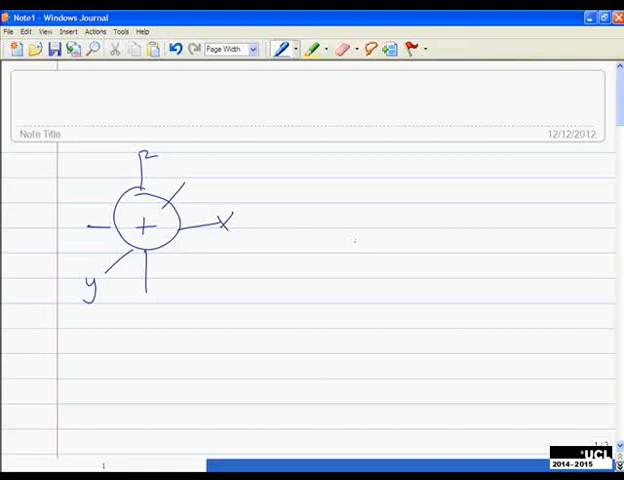 Note1 - Windows Journal
File Edit View Insert Actions Tools Help
Page Width
Note Title
12/12/2012
+
x
y
1
UCL
2014-2015